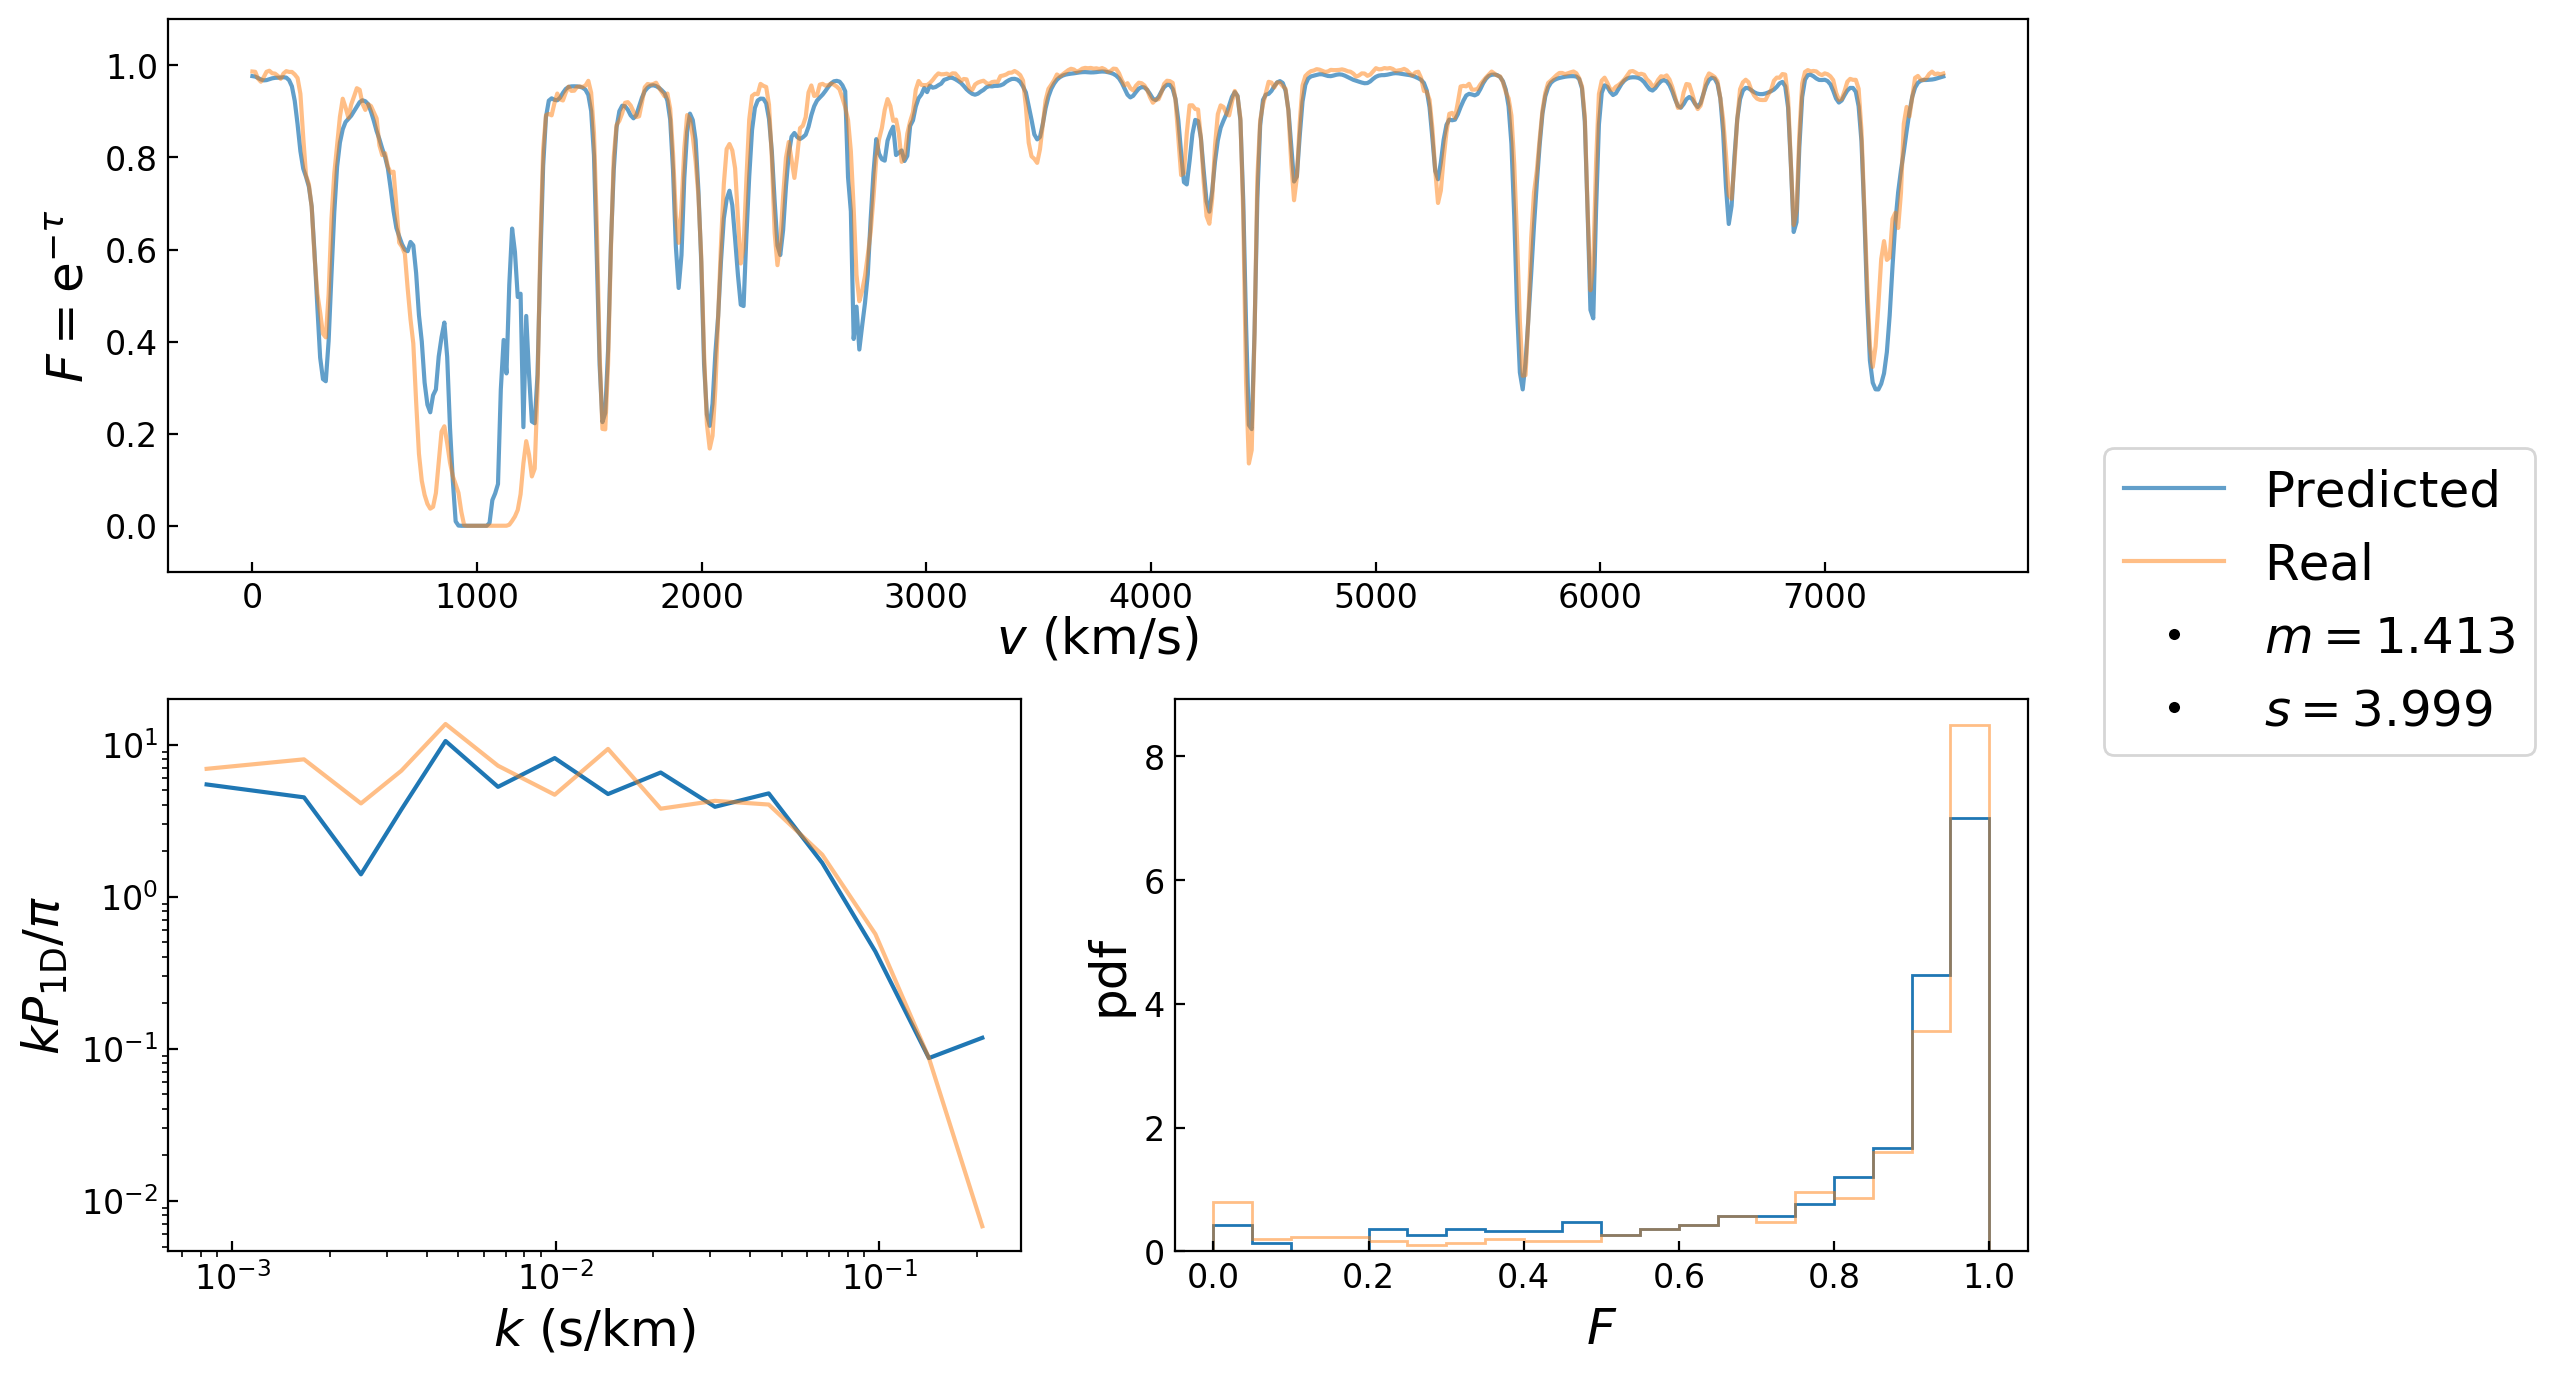 1.0
0.8
0.6
0.4
0.2
0.0
F = e^{-τ}
0 1000 2000 3000 4000 5000 6000 7000
v (km/s)
Predicted
Real
m = 1.413
s = 3.999
10^1
10^0
10^{-1}
10^{-2}
kP_{1D}/π
10^{-3} 10^{-2} 10^{-1}
k (s/km)
8
6
4
2
0
pdf
0.0 0.2 0.4 0.6 0.8 1.0
F